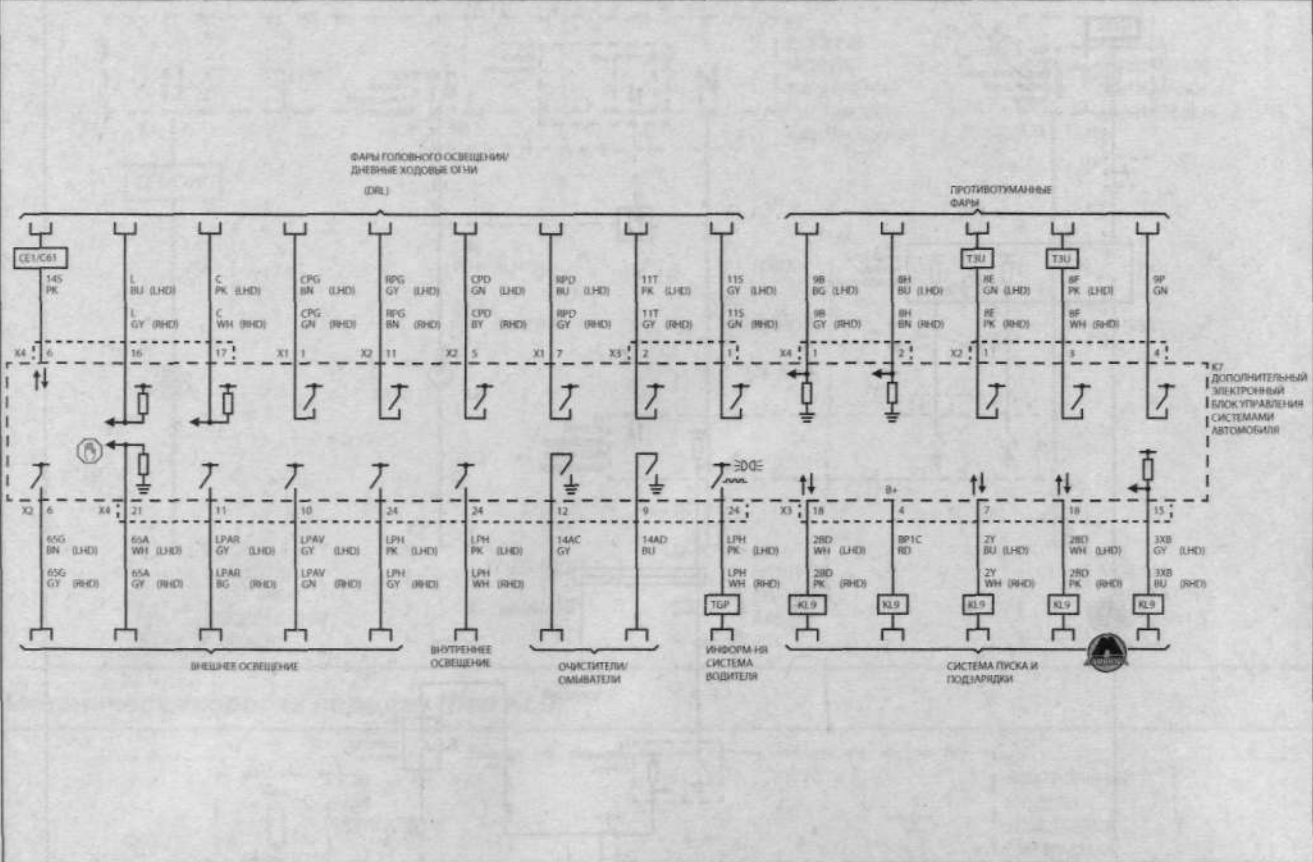 ФАРЫ ГОЛОВНОГО ОСВЕЩЕНИЯ/
ДНЕВНЫЕ ХОДОВЫЕ ОГНИ
(DRL)
ПРОТИВОТУМАННЫЕ
ФАРЫ
CE1/C61
T3U T3U
14S L C CPG RPG CPD RPD 11T 11S 9B 8H 8E 8F 9P
PK BU (LHD) PK (LHD) BN (LHD) GY (LHD) GN (LHD) BU (LHD) PK (LHD) GY (LHD) BG (LHD) BU (LHD) GN (LHD) PK (LHD) GN
L C CPG RPG CPD RPD 11T 11S 9B 8H 8E 8F
GY (RHD) WH (RHD) GN (RHD) BN (RHD) BY (RHD) GY (RHD) GY (RHD) GN (RHD) GY (RHD) BN (RHD) PK (RHD) WH (RHD)
X4 6 16 17 X1 1 X2 11 X2 5 X1 7 X3 2 1 X4 1 2 X2 1 3 4
K7
ДОПОЛНИТЕЛЬНЫЙ
ЭЛЕКТРОННЫЙ
БЛОК УПРАВЛЕНИЯ
СИСТЕМАМИ
АВТОМОБИЛЯ
B+
X2 6 X4 21 11 10 24 24 12 9 24 X3 18 4 7 18 15
65G 65A LPAR LPAV LPH LPH 14AC 14AD LPH 2BD BP1C 2Y 2BD 3XB
BN (LHD) WH (LHD) GY (LHD) GY (LHD) PK (LHD) PK (LHD) GY BU PK (LHD) WH (LHD) RD BU (LHD) WH (LHD) GY (LHD)
65G 65A LPAR LPAV LPH LPH LPH 2BD 2Y 2BD 3XB
GY (RHD) GY (RHD) BG (RHD) GN (RHD) GY (RHD) WH (RHD) WH (RHD) PK (RHD) WH (RHD) PK (RHD) BU (RHD)
TGP KL9 KL9 KL9 KL9 KL9
ВНЕШНЕЕ ОСВЕЩЕНИЕ
ВНУТРЕННЕЕ
ОСВЕЩЕНИЕ
ОЧИСТИТЕЛИ/
ОМЫВАТЕЛИ
ИНФОРМ-НЯ
СИСТЕМА
ВОДИТЕЛЯ
СИСТЕМА ПУСКА И
ПОДЗАРЯДКИ